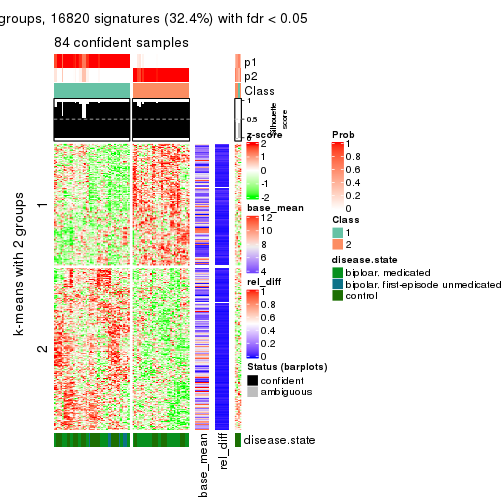 groups, 16820 signatures (32.4%) with fdr < 0.05
84 confident samples
p1
p2
Class
1
0.5
0
Silhouette
score
k-means with 2 groups
1
2
z-score
2
1
0
-1
-2
base_mean
12
10
8
6
4
rel_diff
1
0.8
0.6
0.4
0.2
0
Status (barplots)
confident
ambiguous
Prob
1
0.8
0.6
0.4
0.2
0
Class
1
2
disease.state
biploar. medicated
bipolar. first-episode unmedicated
control
disease.state
base_mean
rel_diff